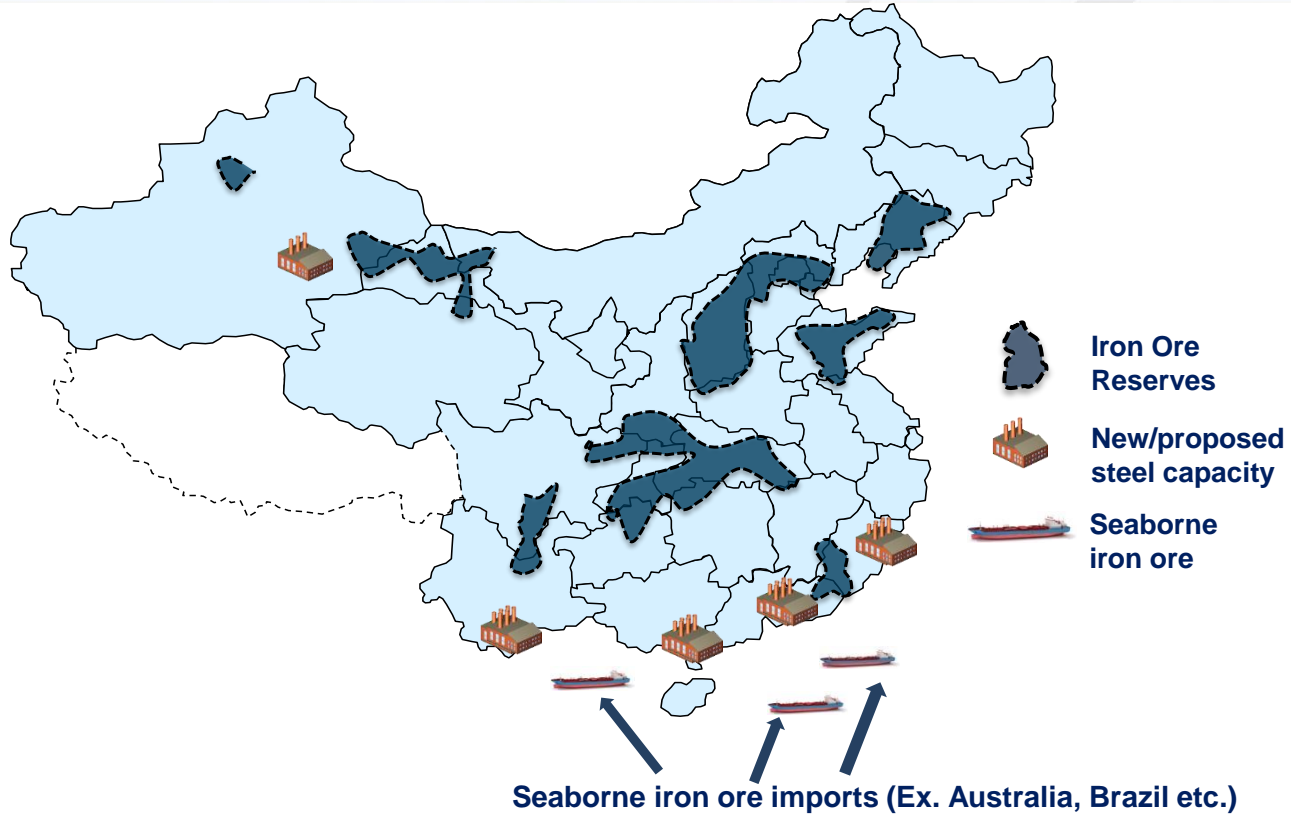 Iron Ore
Reserves
New/proposed
steel capacity
Seaborne
iron ore
Seaborne iron ore imports (Ex. Australia, Brazil etc.)